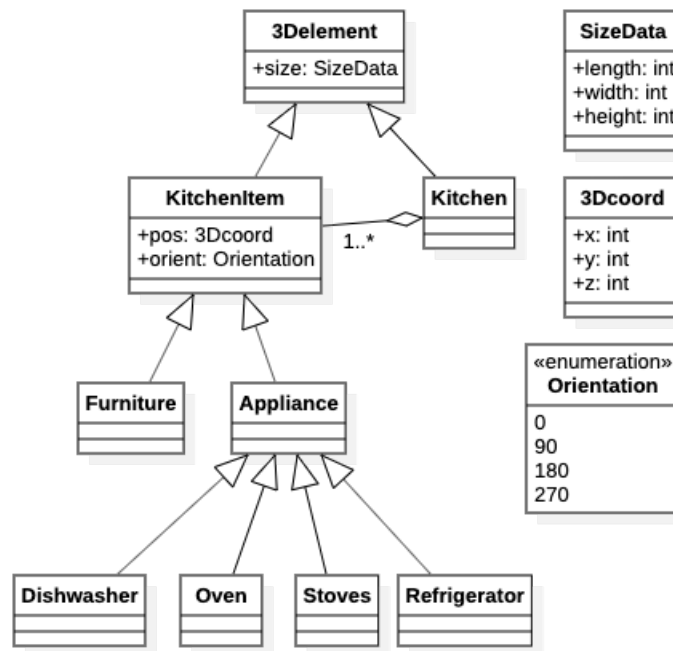 3Delement
+size: SizeData
SizeData
+length: int
+width: int
+height: int
KitchenItem
+pos: 3Dcoord
+orient: Orientation
1..*
Kitchen
3Dcoord
+x: int
+y: int
+z: int
«enumeration»
Orientation
0
90
180
270
Furniture
Appliance
Dishwasher
Oven
Stoves
Refrigerator